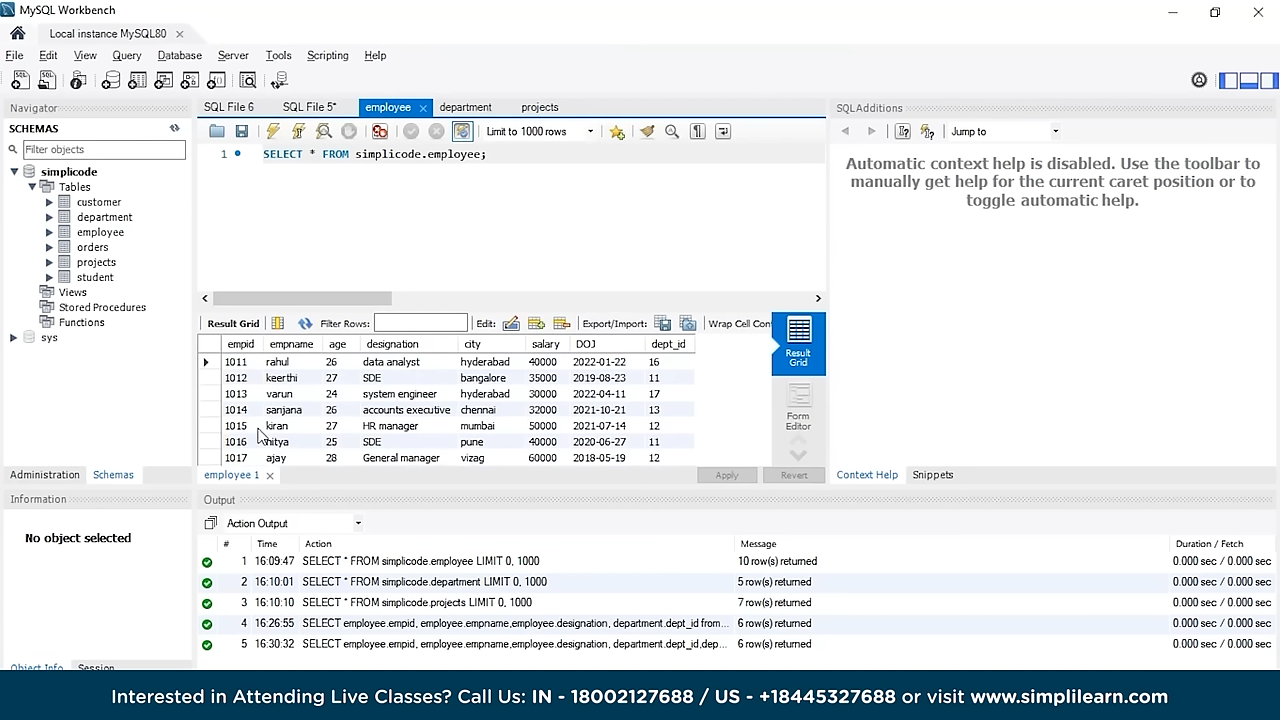 MySQL Workbench
Local instance MySQL80
File Edit View Query Database Server Tools Scripting Help
Navigator
SCHEMAS
Filter objects
simplicode
Tables
customer
department
employee
orders
projects
student
Views
Stored Procedures
Functions
sys
Administration Schemas
Information
No object selected
Object Info Session
SQL File 6 SQL File 5* employee department projects
Limit to 1000 rows
1 SELECT * FROM simplicode.employee;
Result Grid Filter Rows: Edit: Export/Import: Wrap Cell Con
empid empname age designation city salary DOJ dept_id
1011 rahul 26 data analyst hyderabad 40000 2022-01-22 16
1012 keerthi 27 SDE bangalore 35000 2019-08-23 11
1013 varun 24 system engineer hyderabad 30000 2022-04-11 17
1014 sanjana 26 accounts executive chennai 32000 2021-10-21 13
1015 kiran 27 HR manager mumbai 50000 2021-07-14 12
1016 nitya 25 SDE pune 40000 2020-06-27 11
1017 ajay 28 General manager vizag 60000 2018-05-19 12
Result
Grid
Form
Editor
employee 1 Apply Revert
SQLAdditions
Jump to
Automatic context help is disabled. Use the toolbar to
manually get help for the current caret position or to
toggle automatic help.
Context Help Snippets
Output
Action Output
# Time Action Message Duration / Fetch
1 16:09:47 SELECT * FROM simplicode.employee LIMIT 0, 1000 10 row(s) returned 0.000 sec / 0.000 sec
2 16:10:01 SELECT * FROM simplicode.department LIMIT 0, 1000 5 row(s) returned 0.000 sec / 0.000 sec
3 16:10:10 SELECT * FROM simplicode.projects LIMIT 0, 1000 7 row(s) returned 0.000 sec / 0.000 sec
4 16:26:55 SELECT employee.empid, employee.empname,employee.designation, department.dept_id from... 6 row(s) returned 0.000 sec / 0.000 sec
5 16:30:32 SELECT employee.empid, employee.empname,employee.designation, department.dept_id,dep... 6 row(s) returned 0.000 sec / 0.000 sec
Interested in Attending Live Classes? Call Us: IN - 18002127688 / US - +18445327688 or visit www.simplilearn.com